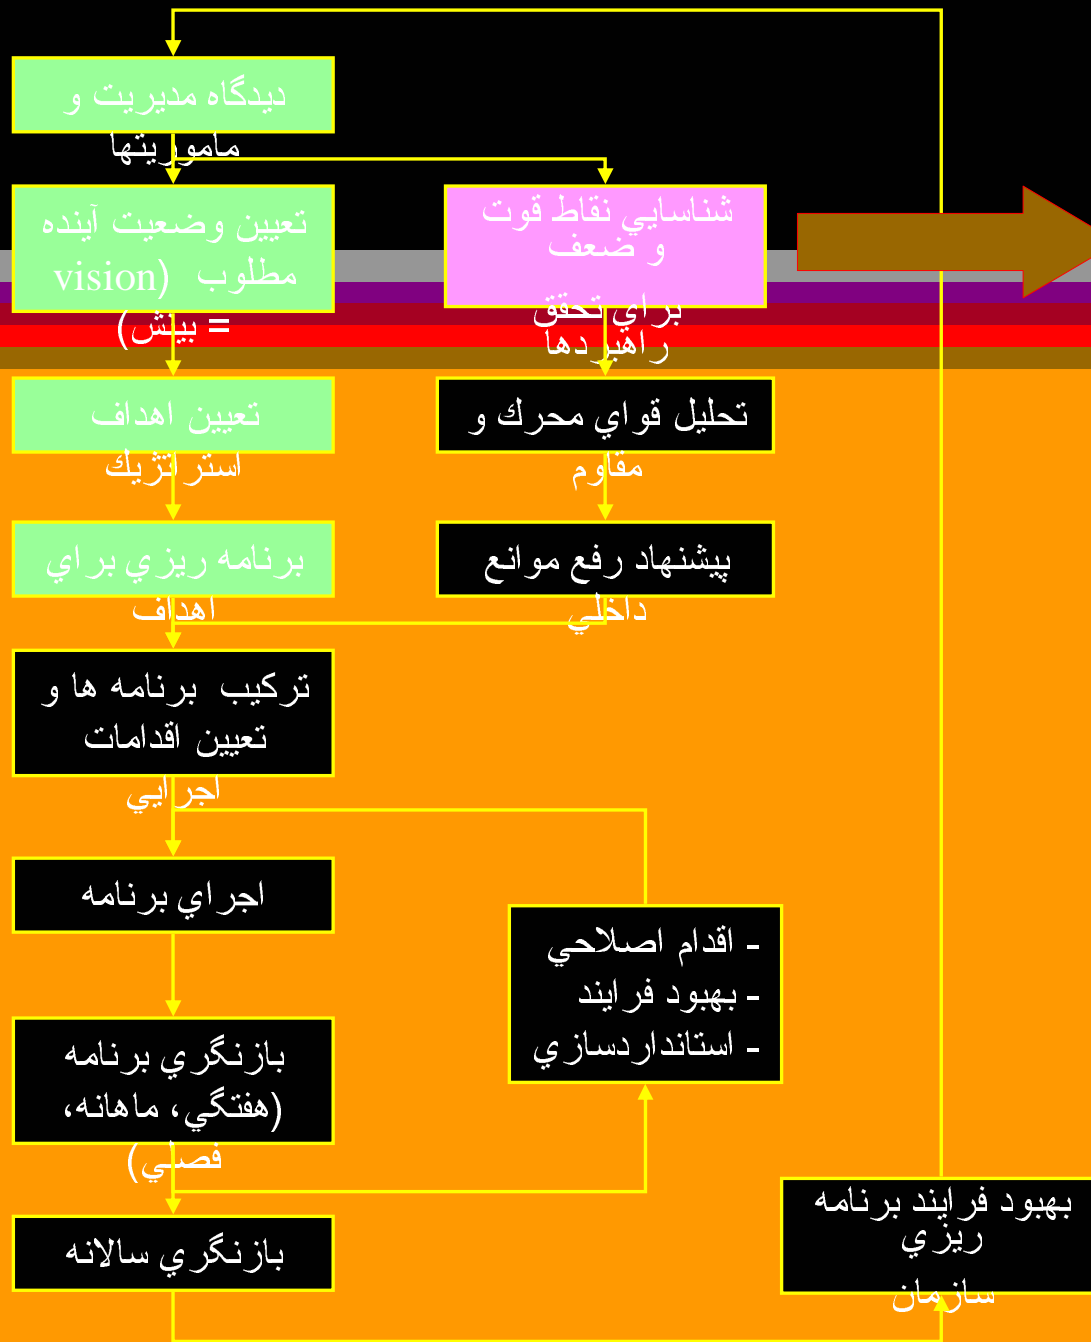 ديدگاه مديريت و
ماموريتها
تعيين وضعيت آينده
مطلوب (vision
= بينش)
شناسايي نقاط قوت
و ضعف
براي تحقق
راهبردها
تعيين اهداف
استراتژيك
تحليل قواي محرك و
مقاوم
برنامه ريزي براي
اهداف
پيشنهاد رفع موانع
داخلي
تركيب برنامه ها و
تعيين اقدامات
اجرايي
اجراي برنامه
- اقدام اصلاحي
- بهبود فرايند
- استانداردسازي
بازنگري برنامه
(هفتگي، ماهانه،
فصلي)
بازنگري سالانه
بهبود فرايند برنامه
ريزي
سازمان